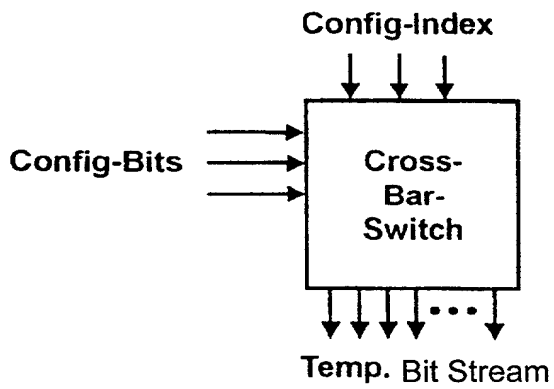 Config-Index
Config-Bits
Cross-
Bar-
Switch
Temp. Bit Stream